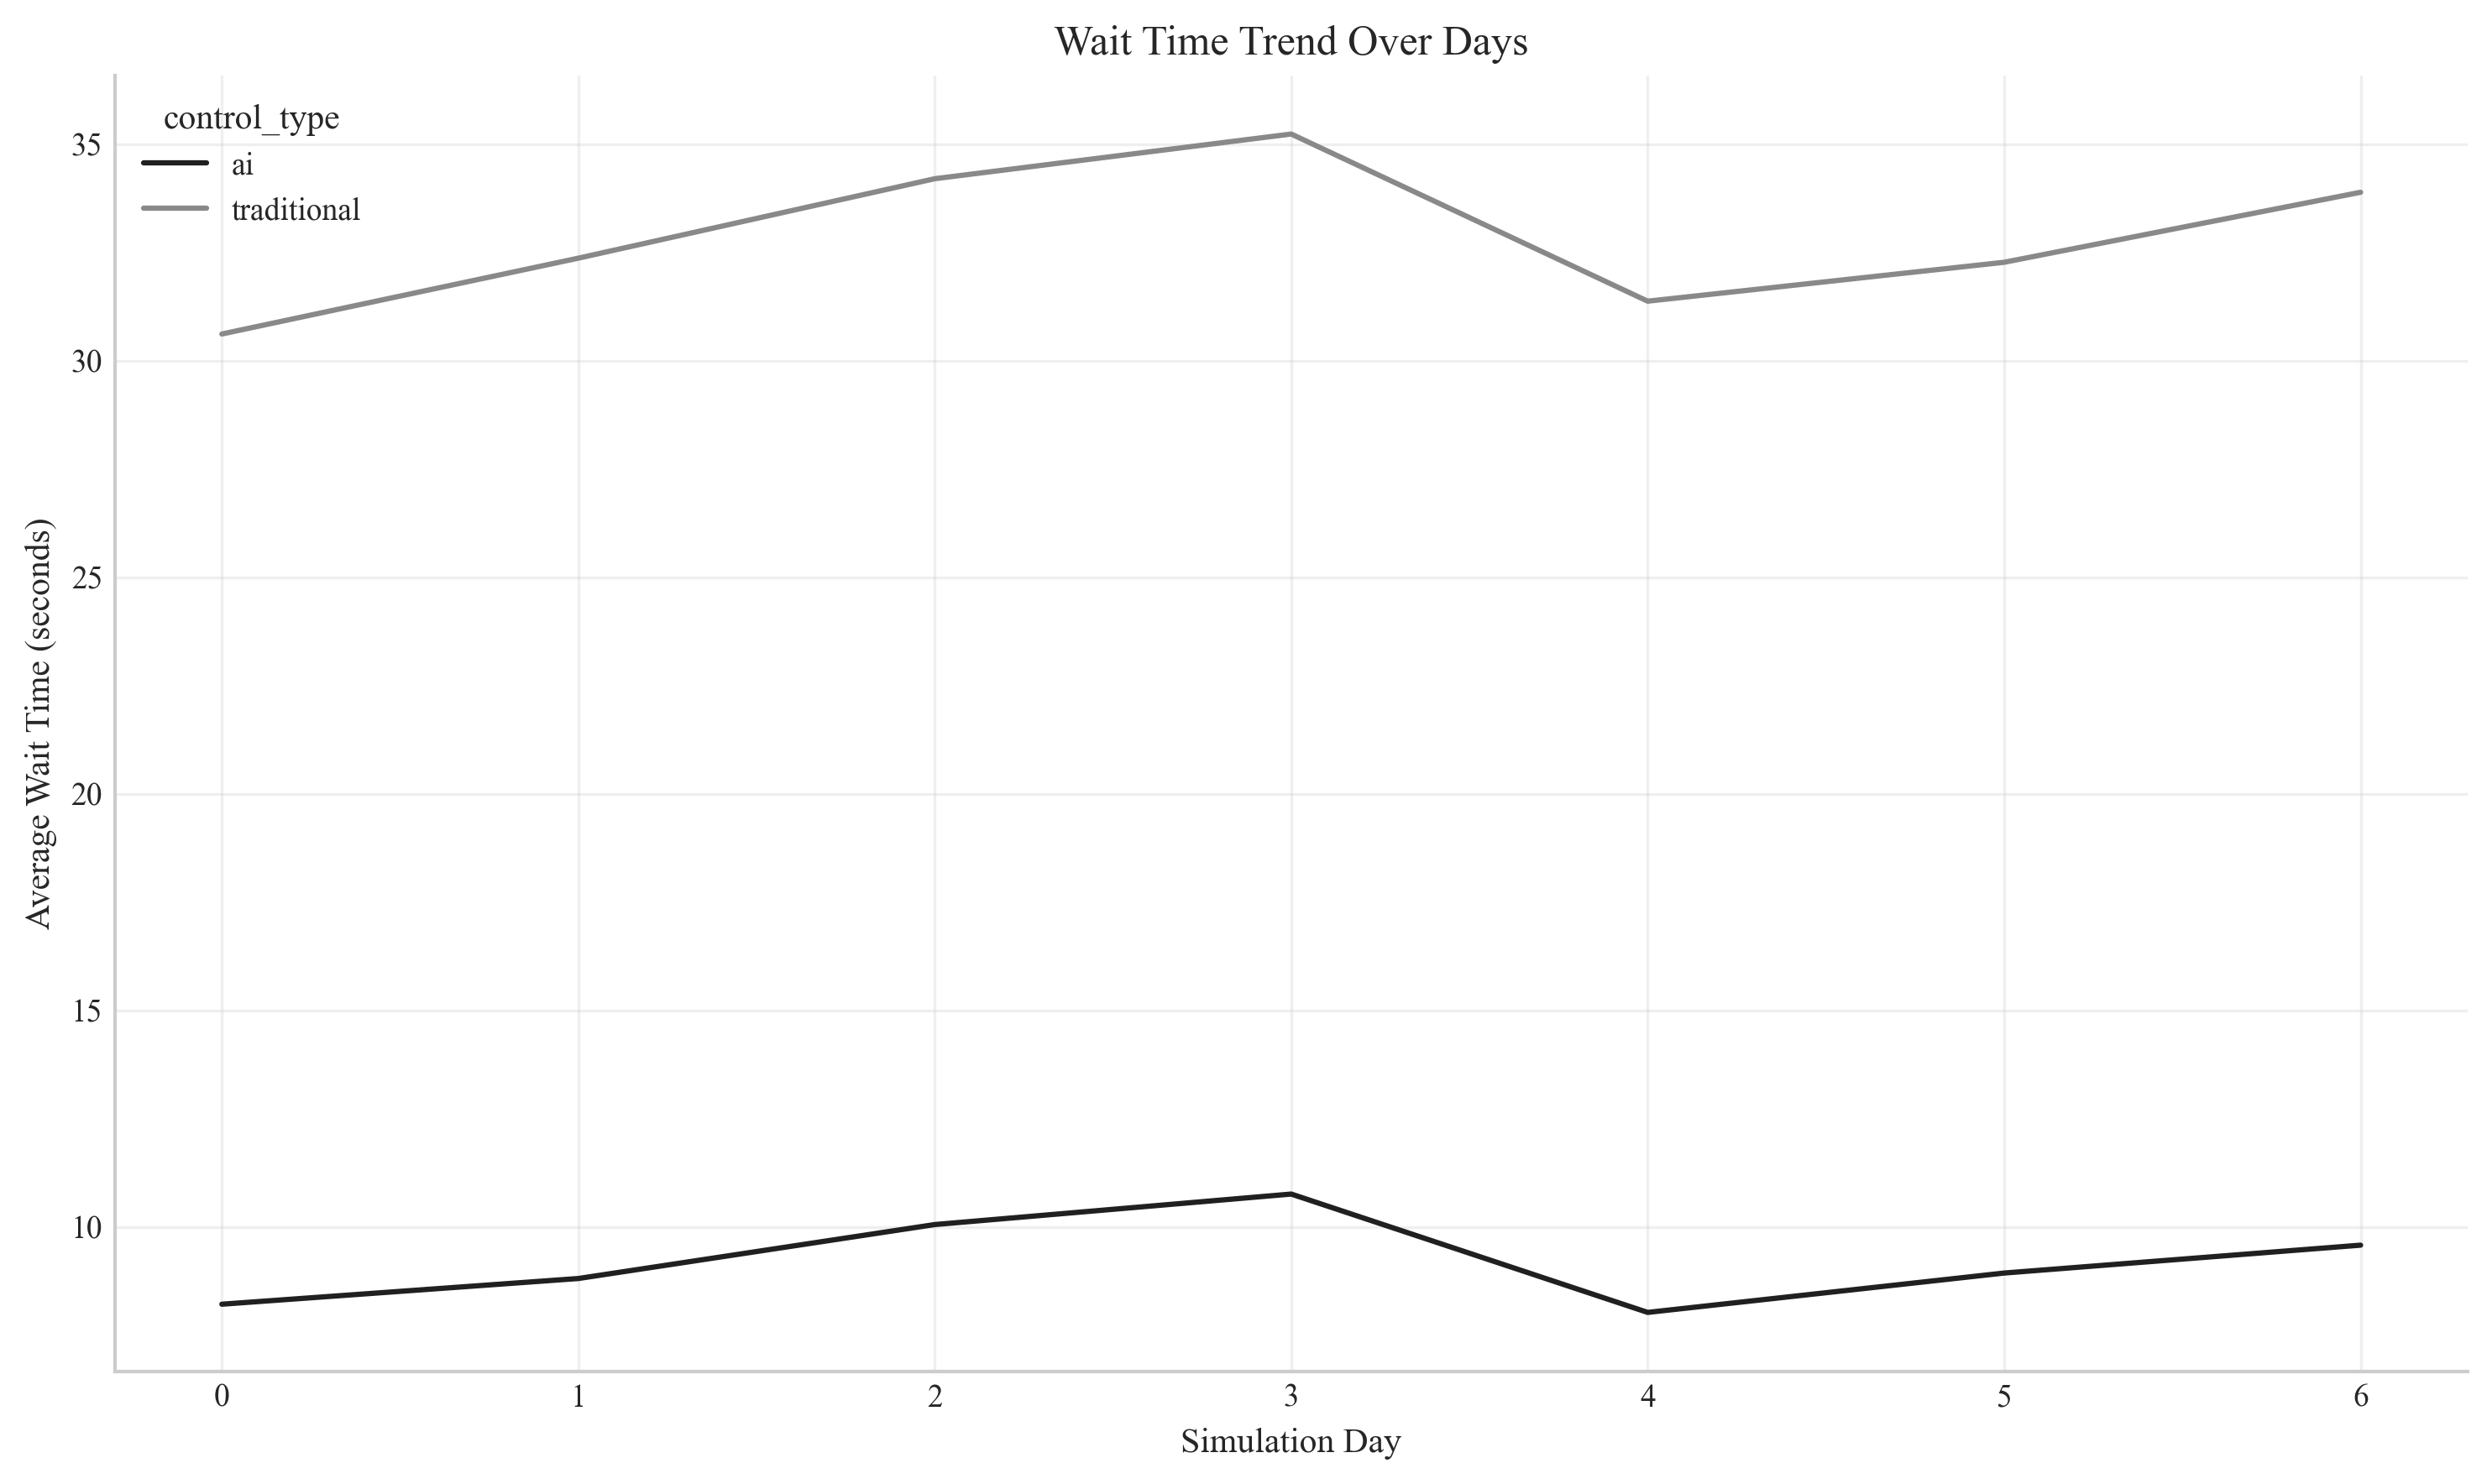 Wait Time Trend Over Days
control_type
ai
traditional
Average Wait Time (seconds)
35
30
25
20
15
10
0 1 2 3 4 5 6
Simulation Day